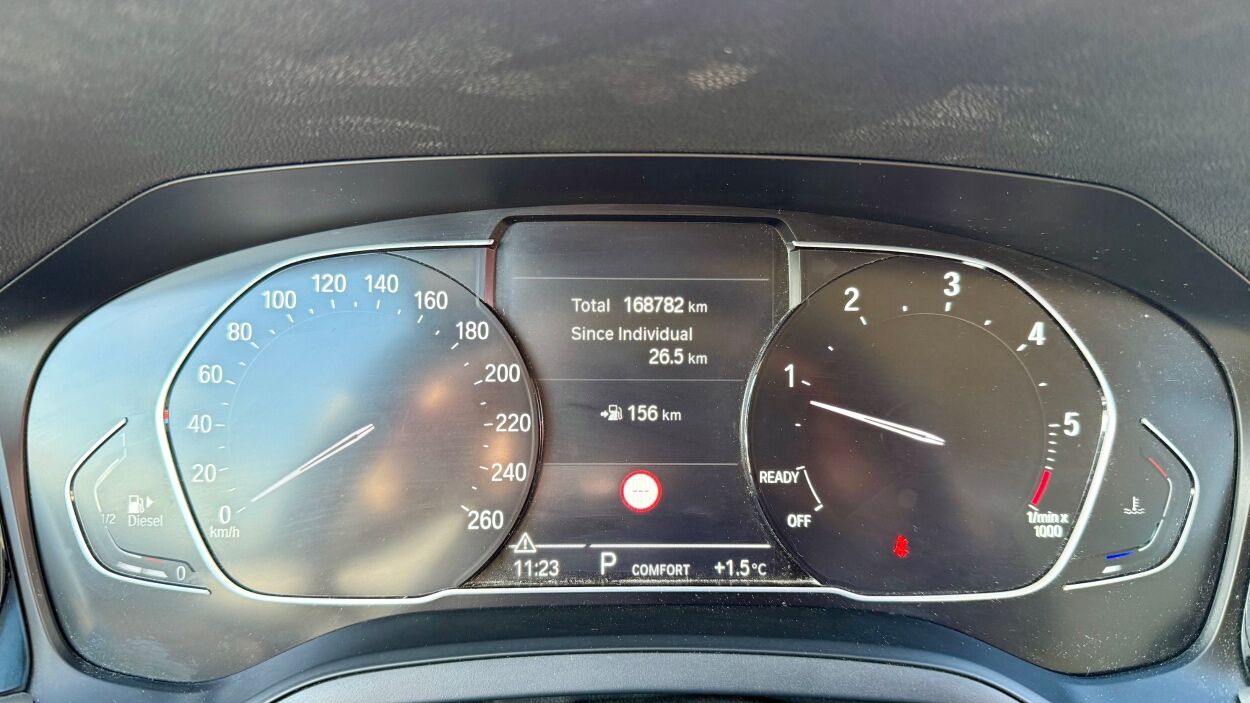 120 140
100 160
80 180
60 200
40 220
20 240
0 260
km/h
1/2 Diesel
0
Total 168782 km
Since Individual
26.5 km
156 km
---
11:23 P COMFORT +1.5°C
3
2 4
1 5
READY
OFF
1/min x
1000